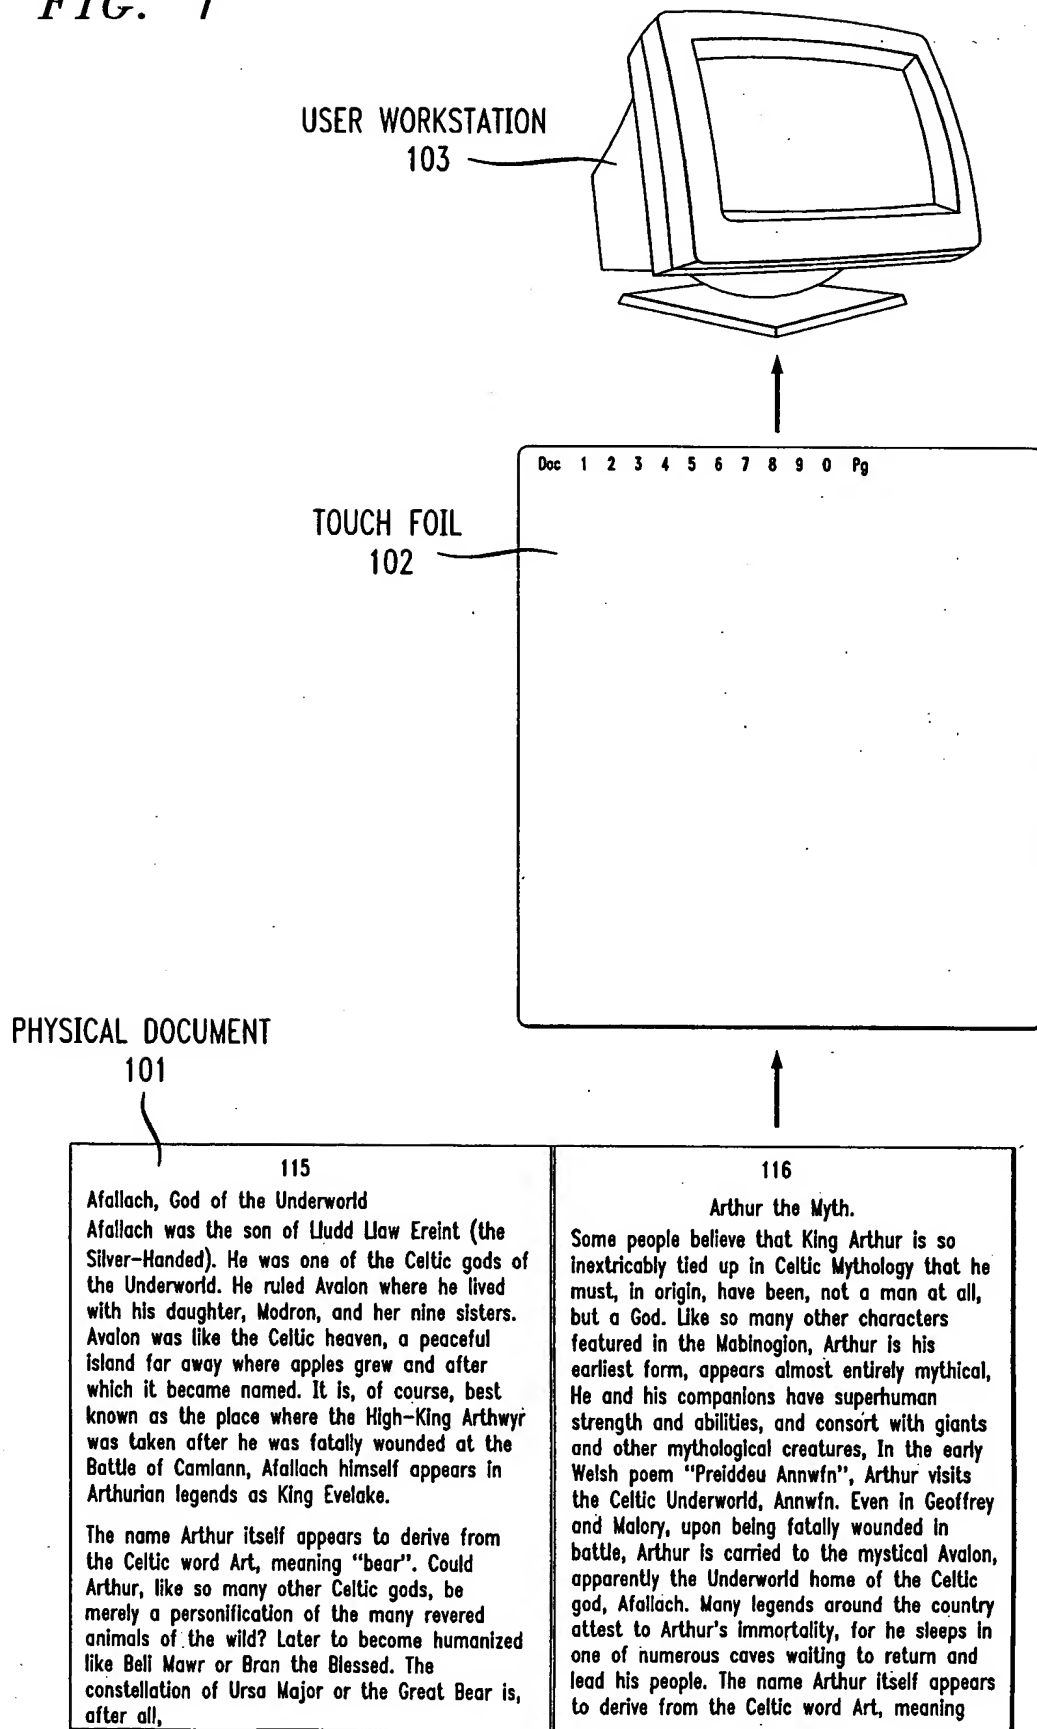 FIG. 1
USER WORKSTATION
103
Doc 1 2 3 4 5 6 7 8 9 0 Pg
TOUCH FOIL
102
PHYSICAL DOCUMENT
101
115
Afallach, God of the Underworld
Afallach was the son of Lludd Llaw Ereint (the
Silver-Handed). He was one of the Celtic gods of
the Underworld. He ruled Avalon where he lived
with his daughter, Modron, and her nine sisters.
Avalon was like the Celtic heaven, a peaceful
island far away where apples grew and after
which it became named. It is, of course, best
known as the place where the High-King Arthwyr
was taken after he was fatally wounded at the
Battle of Camlann, Afallach himself appears in
Arthurian legends as King Evelake.
The name Arthur itself appears to derive from
the Celtic word Art, meaning "bear". Could
Arthur, like so many other Celtic gods, be
merely a personification of the many revered
animals of the wild? Later to become humanized
like Beli Mawr or Bran the Blessed. The
constellation of Ursa Major or the Great Bear is,
after all,
116
Arthur the Myth.
Some people believe that King Arthur is so
inextricably tied up in Celtic Mythology that he
must, in origin, have been, not a man at all,
but a God. Like so many other characters
featured in the Mabinogion, Arthur is his
earliest form, appears almost entirely mythical,
He and his companions have superhuman
strength and abilities, and consort with giants
and other mythological creatures, In the early
Welsh poem "Preiddeu Annwfn", Arthur visits
the Celtic Underworld, Annwfn. Even in Geoffrey
and Malory, upon being fatally wounded in
battle, Arthur is carried to the mystical Avalon,
apparently the Underworld home of the Celtic
god, Afallach. Many legends around the country
attest to Arthur's immortality, for he sleeps in
one of numerous caves waiting to return and
lead his people. The name Arthur itself appears
to derive from the Celtic word Art, meaning